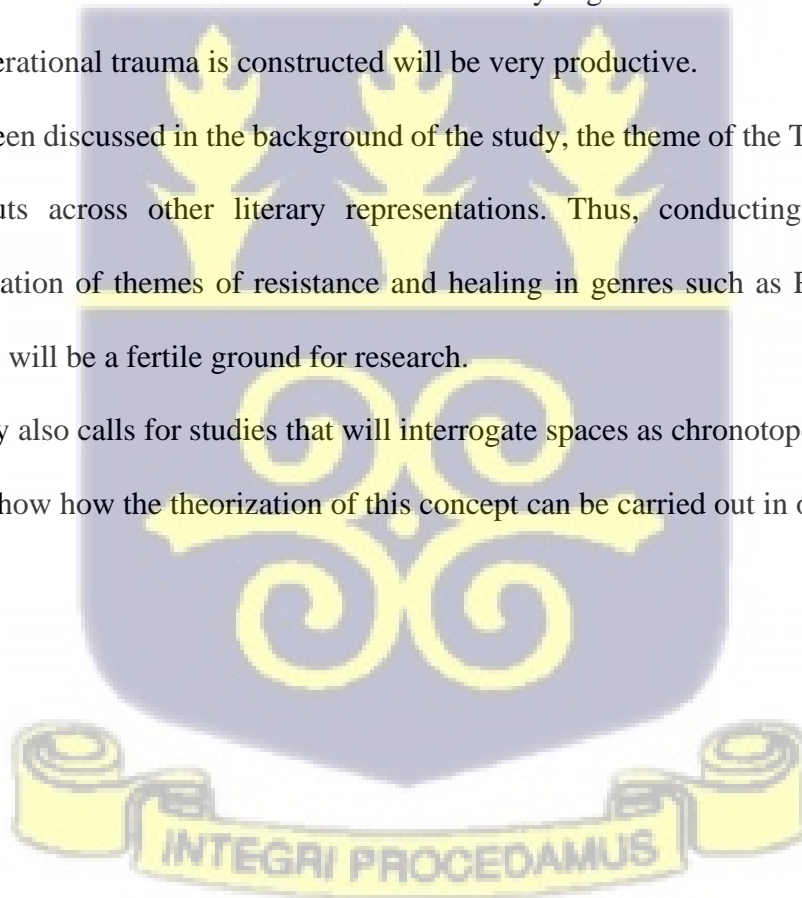 erational trauma is constructed will be very productive.
een discussed in the background of the study, the theme of the T
uts across other literary representations. Thus, conducting
ation of themes of resistance and healing in genres such as
will be a fertile ground for research.
y also calls for studies that will interrogate spaces as chronotop
how how the theorization of this concept can be carried out in
INTEGRI PROCEDAMUS